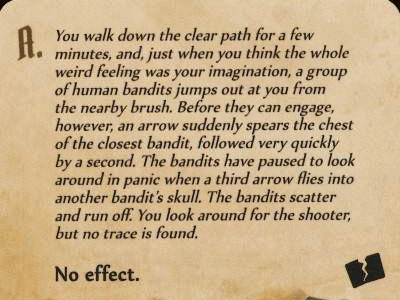 A. You walk down the clear path for a few
minutes, and, just when you think the whole
weird feeling was your imagination, a group
of human bandits jumps out at you from
the nearby brush. Before they can engage,
however, an arrow suddenly spears the chest
of the closest bandit, followed very quickly
by a second. The bandits have paused to look
around in panic when a third arrow flies into
another bandit's skull. The bandits scatter
and run off. You look around for the shooter,
but no trace is found.
No effect.